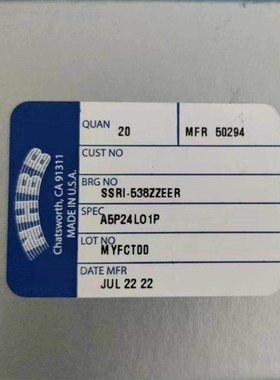 NHBB
Chatsworth, CA 91311
MADE IN U.S.A.
QUAN 20 MFR 50294
CUST NO
BRG NO SSRI-538ZZEER
SPEC A5P24LO1P
LOT NO MYFCT00
DATE MFR JUL 22 22